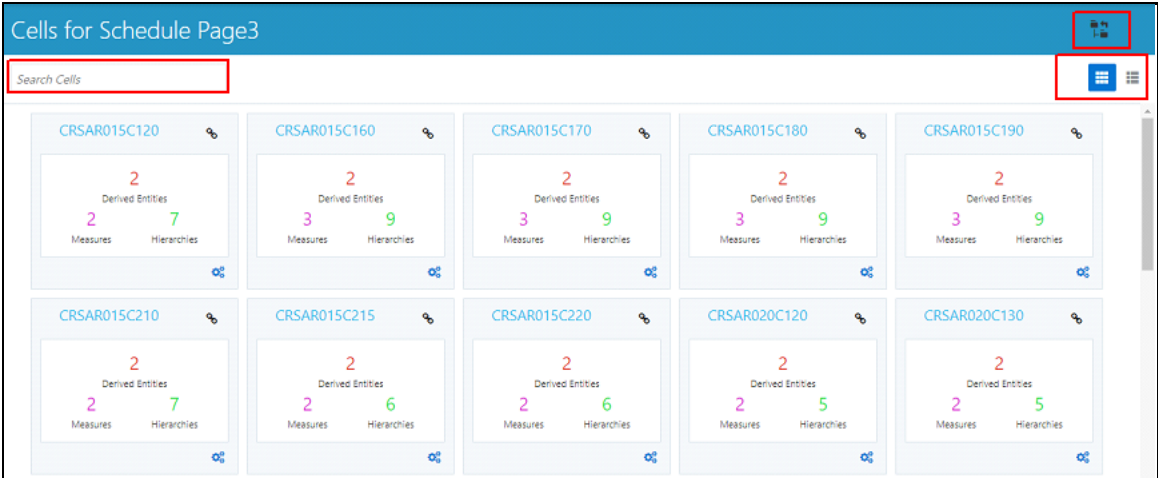 Cells for Schedule Page3
Search Cells
CRSAR015C120 CRSAR015C160 CRSAR015C170 CRSAR015C180 CRSAR015C190
2 2 2 2 2
Derived Entities Derived Entities Derived Entities Derived Entities Derived Entities
2 7 3 9 3 9 3 9 3 9
Measures Hierarchies Measures Hierarchies Measures Hierarchies Measures Hierarchies Measures Hierarchies
CRSAR015C210 CRSAR015C215 CRSAR015C220 CRSAR020C120 CRSAR020C130
2 2 2 2 2
Derived Entities Derived Entities Derived Entities Derived Entities Derived Entities
2 7 2 6 2 6 2 5 2 5
Measures Hierarchies Measures Hierarchies Measures Hierarchies Measures Hierarchies Measures Hierarchies